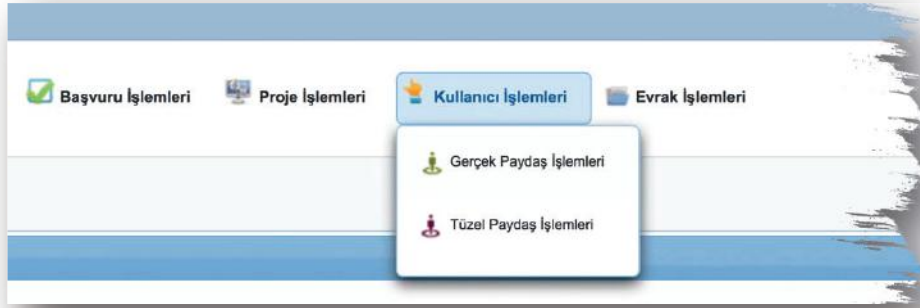 Başvuru İşlemleri
Proje İşlemleri
Kullanıcı İşlemleri
Evrak İşlemleri
Gerçek Paydaş İşlemleri
Tüzel Paydaş İşlemleri